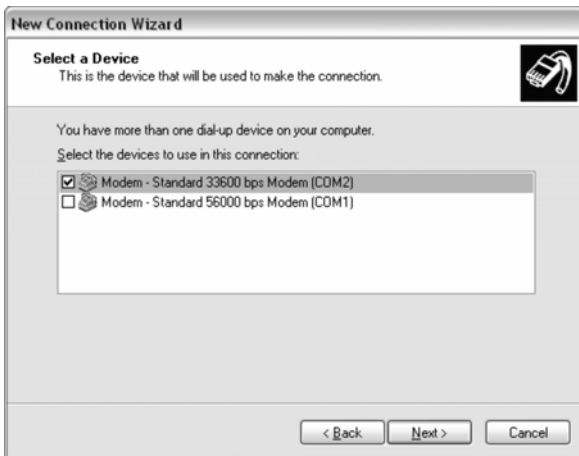 New Connection Wizard
Select a Device
This is the device that will be used to make the connection.
You have more than one dial-up device on your computer.
Select the devices to use in this connection:
Modem - Standard 33600 bps Modem (COM2)
Modem - Standard 56000 bps Modem (COM1)
< Back Next > Cancel